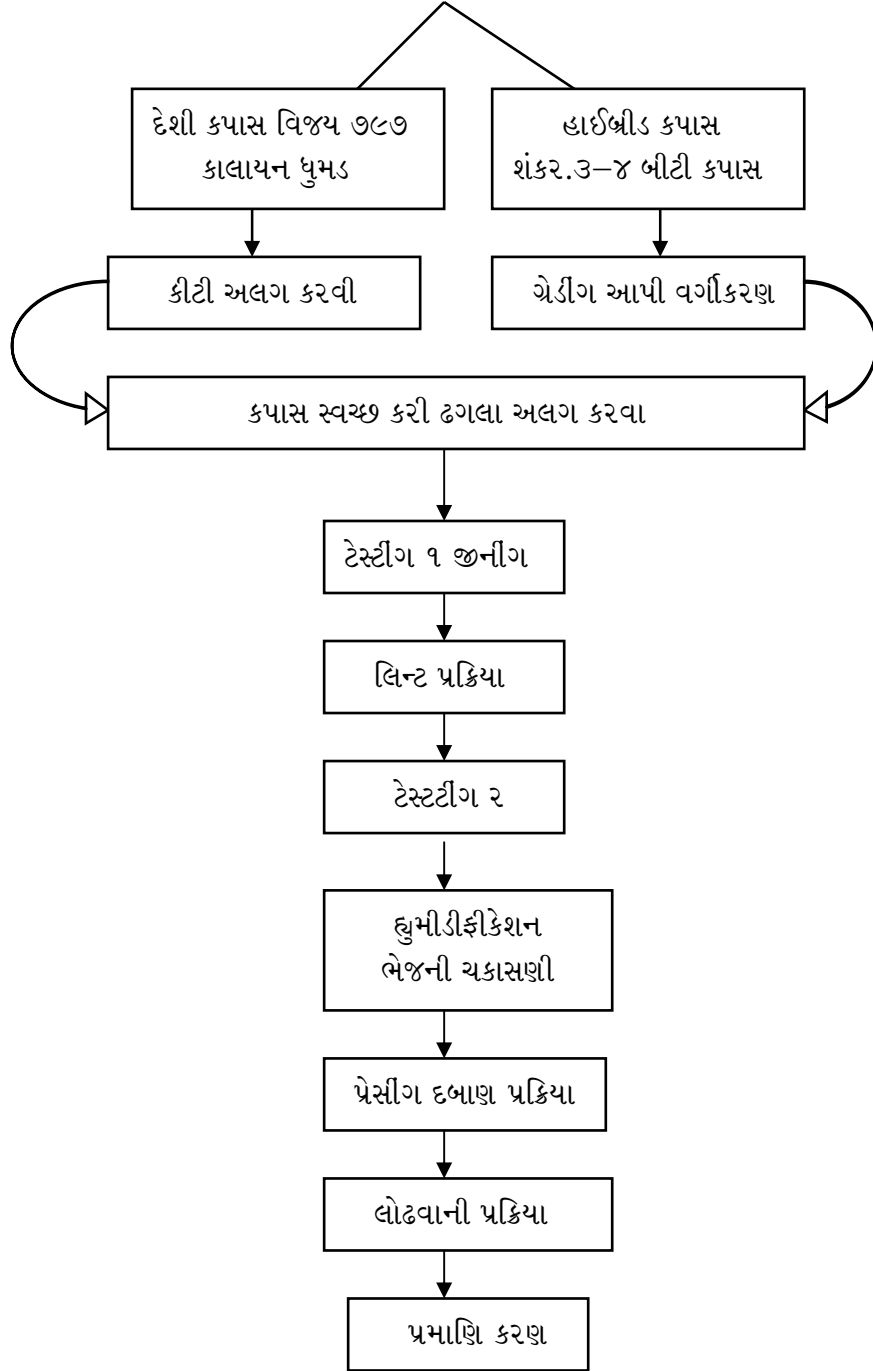 દેશી કપાસ વિજય ૭૯૭
કાલાયન ધુમડ
હાઈબ્રીડ કપાસ
શંકર.૩–૪ બીટી કપાસ
કીટી અલગ કરવી
ગ્રેડીંગ આપી વર્ગીકરણ
કપાસ સ્વચ્છ કરી ઢગલા અલગ કરવા
ટેસ્ટીંગ ૧ જીનીંગ
લિન્ટ પ્રક્રિયા
ટેસ્ટટીંગ ૨
હ્યુમીડીફીકેશન
ભેજની ચકાસણી
પ્રેસીંગ દબાણ પ્રક્રિયા
લોઢવાની પ્રક્રિયા
પ્રમાણિ કરણ